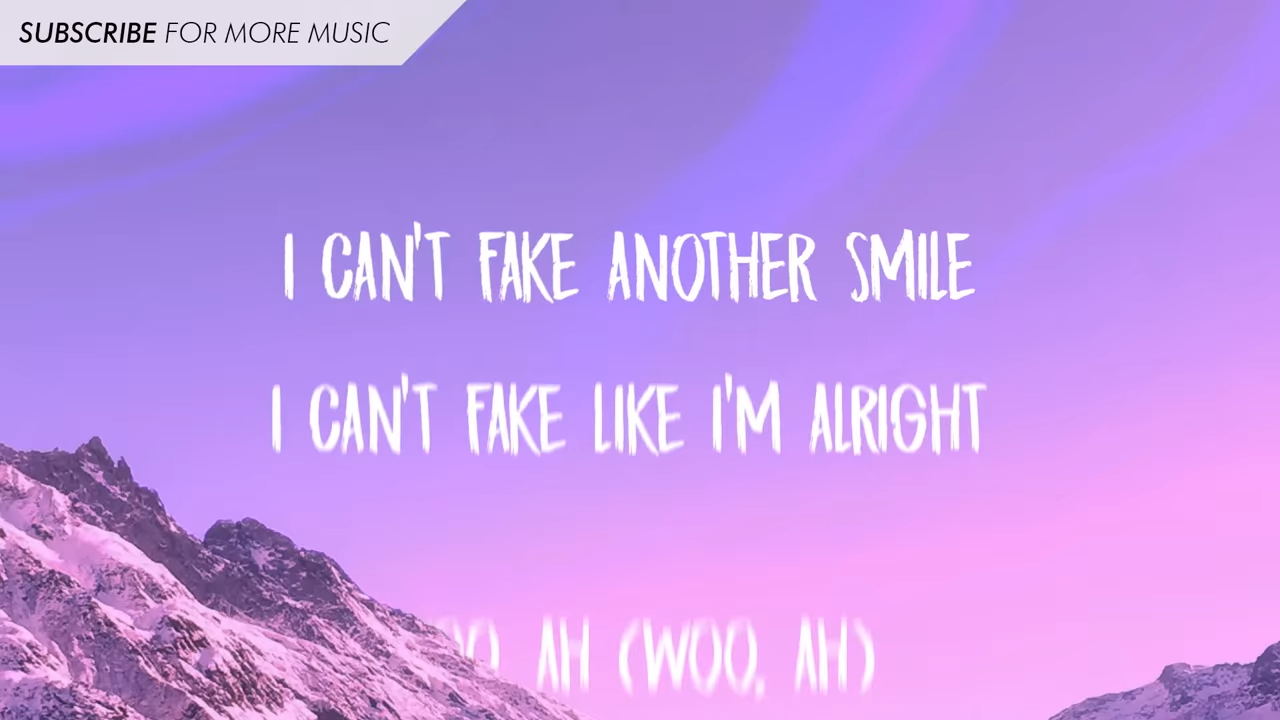 SUBSCRIBE FOR MORE MUSIC
I CAN'T FAKE ANOTHER SMILE
I CAN'T FAKE LIKE I'M ALRIGHT
AH (WOO, AH)